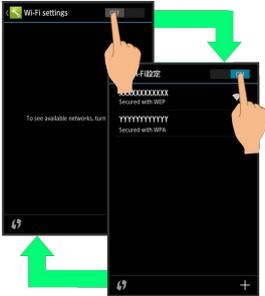 Wi-Fi settings
To see available networks, turn
-Fi設定
XXXXXXXXXXXX
Secured with WEP
YYYYYYYYYYYY
Secured with WPA